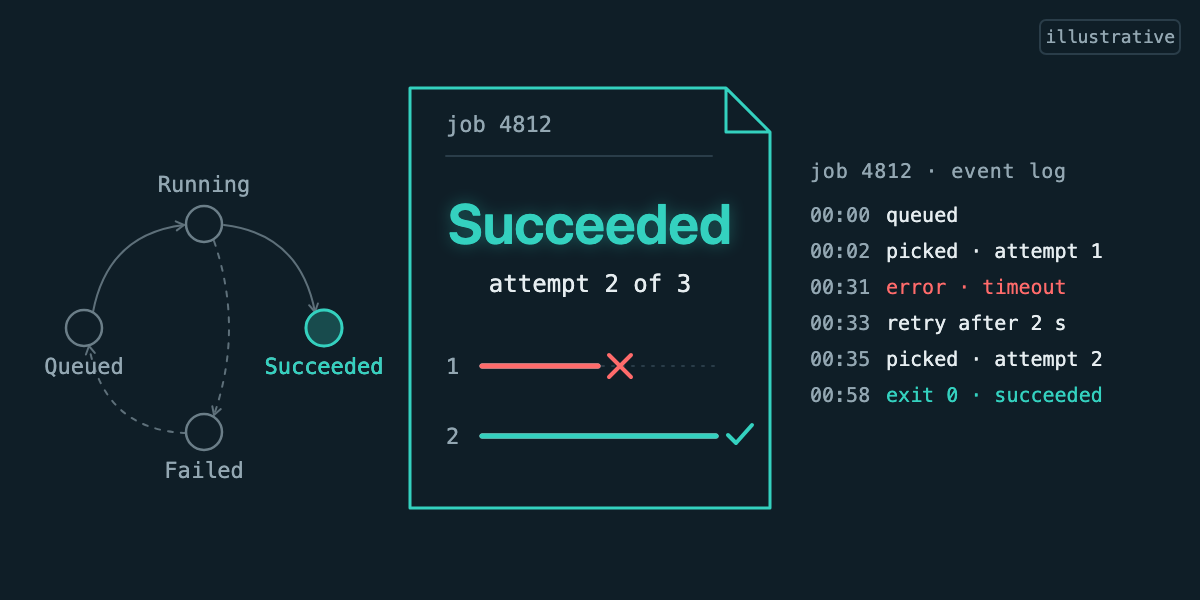 illustrative
Running
Queued
Succeeded
Failed
job 4812
Succeeded
attempt 2 of 3
1
2
job 4812 · event log
00:00 queued
00:02 picked · attempt 1
00:31 error · timeout
00:33 retry after 2 s
00:35 picked · attempt 2
00:58 exit 0 · succeeded